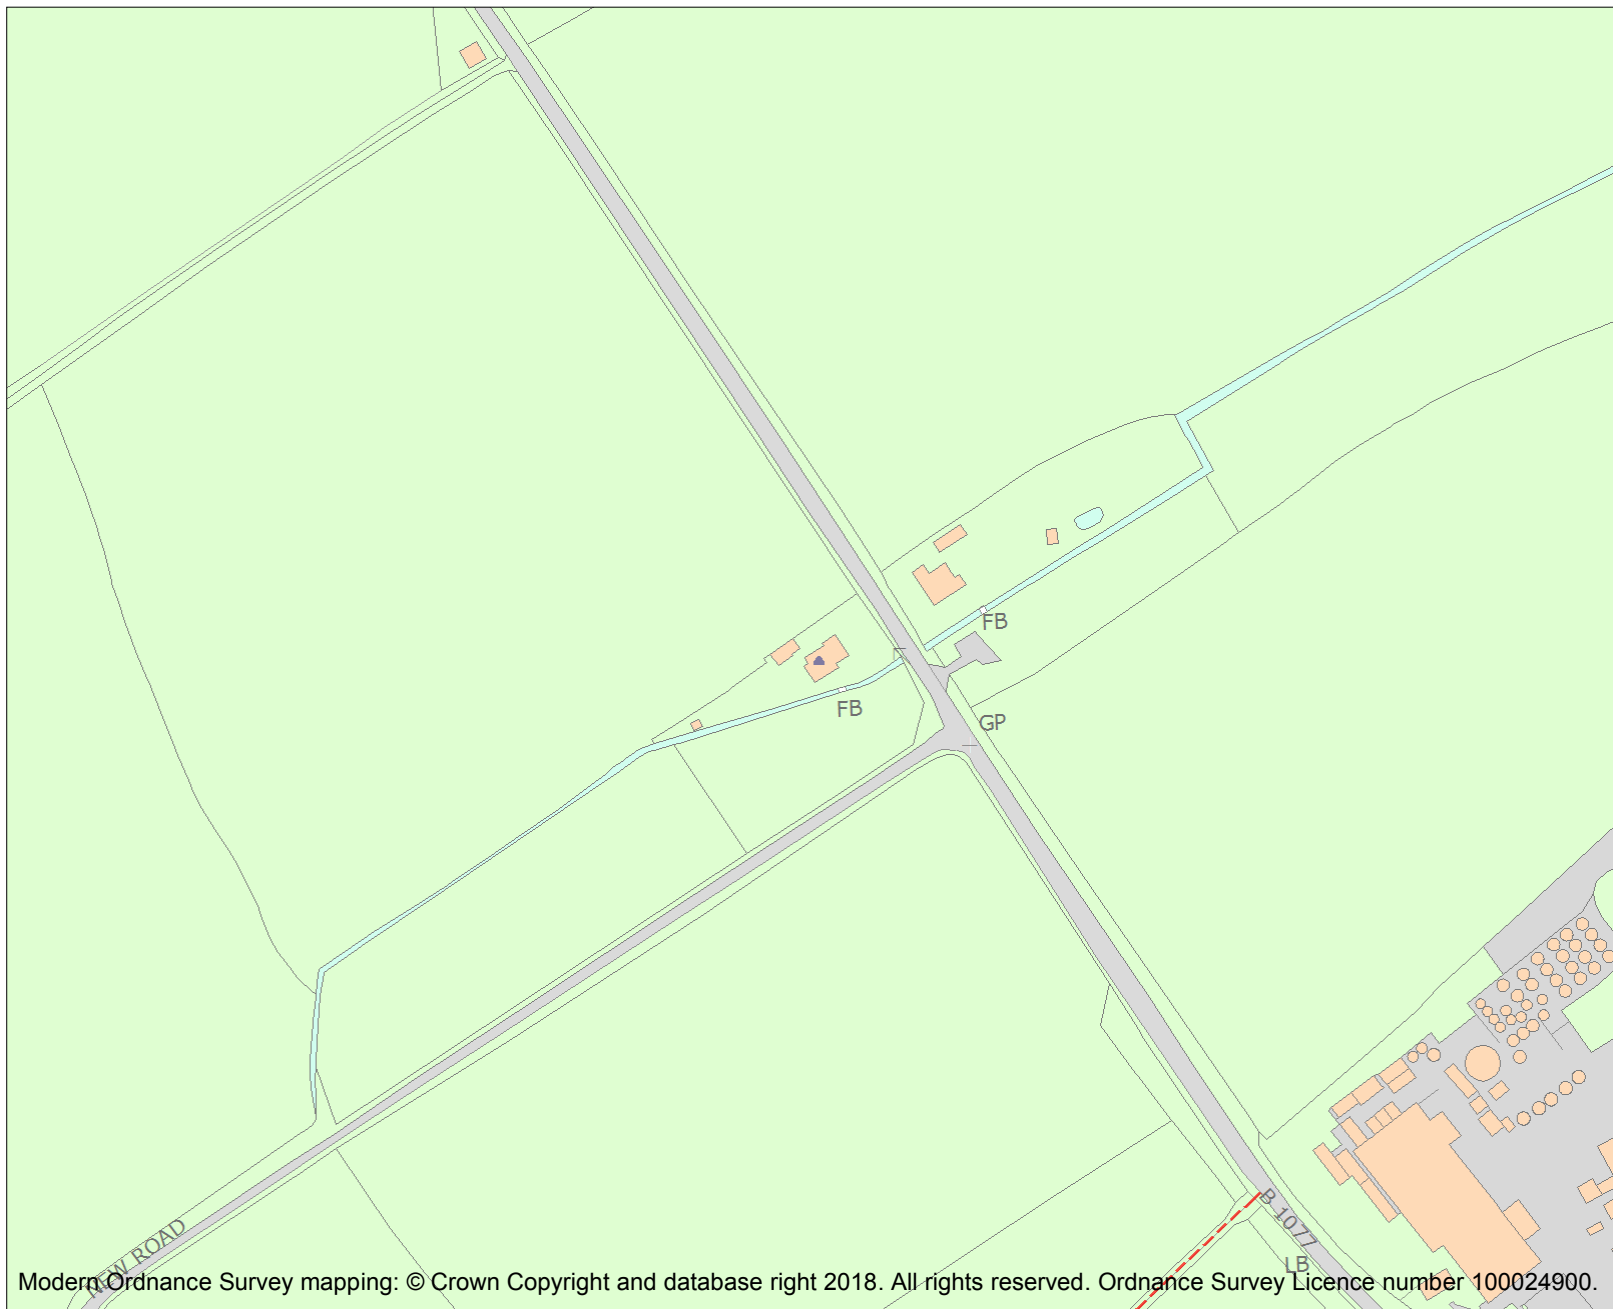 FB
FB
GP
B 1077
NEW ROAD
LB
Modern Ordnance Survey mapping: © Crown Copyright and database right 2018. All rights reserved. Ordnance Survey Licence number 100024900.